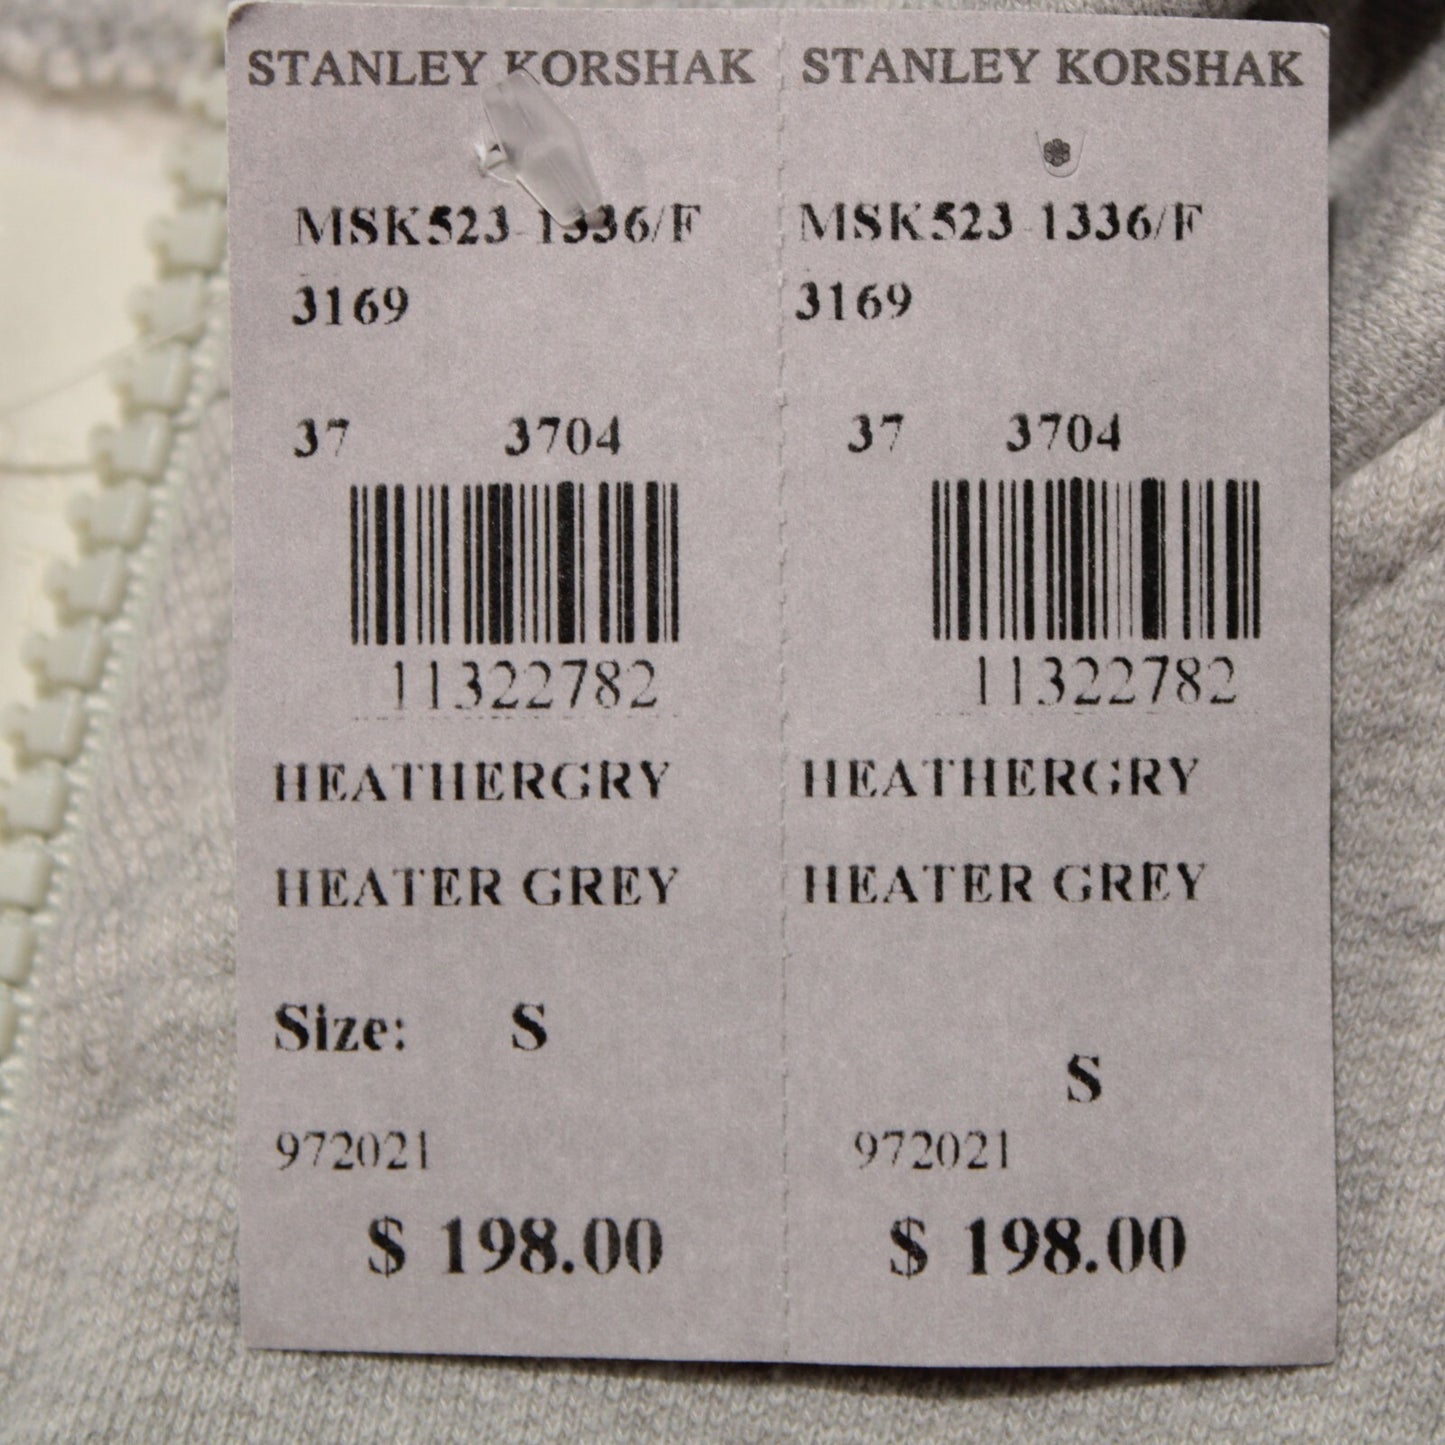 STANLEY KORSHAK
MSK523-1336/F
3169
37 3704
11322782
HEATHERGRY
HEATER GREY
Size: S
972021
$ 198.00
STANLEY KORSHAK
MSK523-1336/F
3169
37 3704
11322782
HEATHERGRY
HEATER GREY
S
972021
$ 198.00